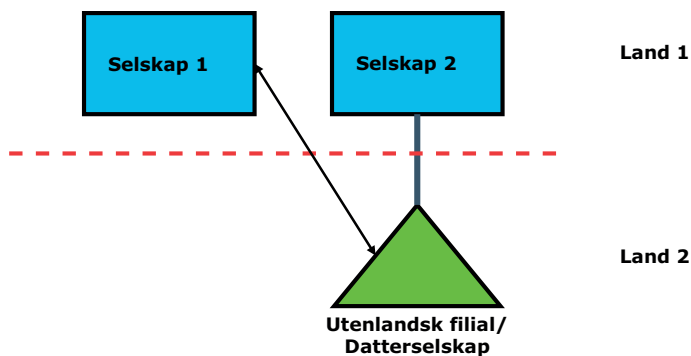 Selskap 1
Selskap 2
Land 1
Land 2
Utenlandsk filial/
Datterselskap